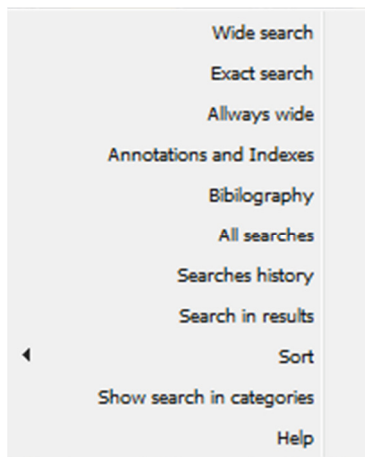 Wide search
Exact search
Allways wide
Annotations and Indexes
Bibilography
All searches
Searches history
Search in results
Sort
Show search in categories
Help